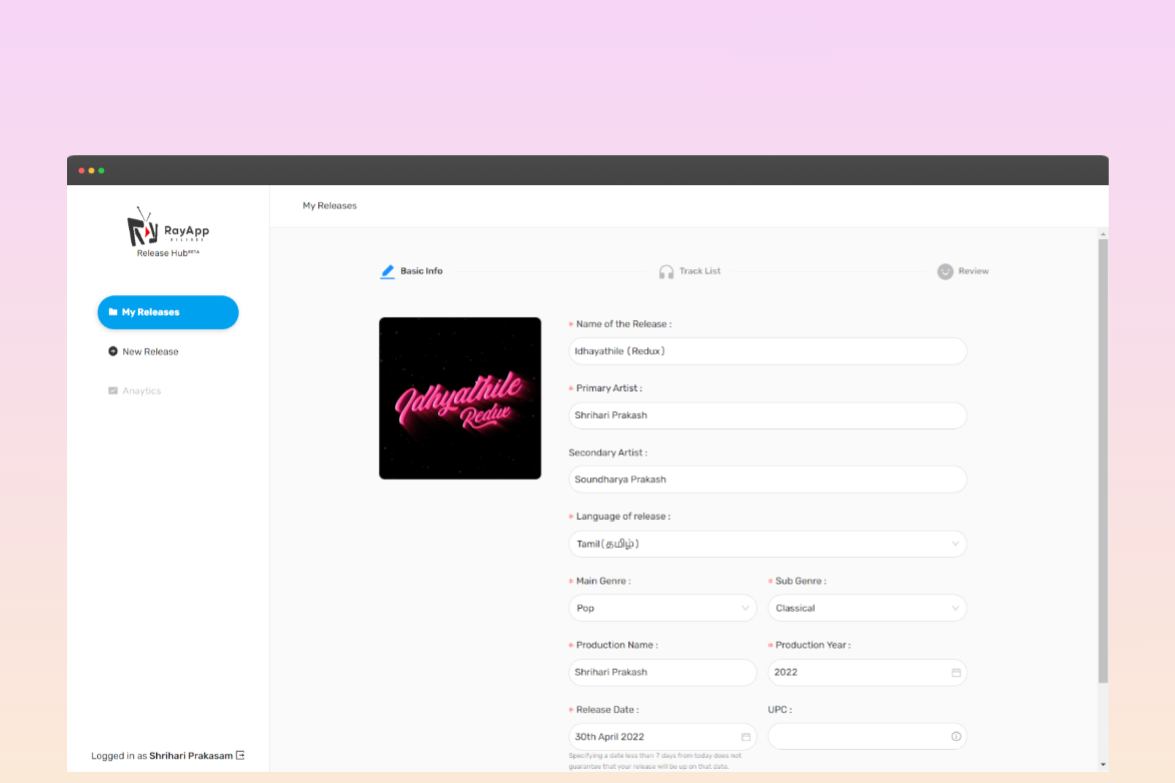 RayApp
Release Hub BETA
My Releases
New Release
Anaytics
Logged in as Shrihari Prakasam
My Releases
Basic Info
Track List
Review
Idhyathile
Redux
* Name of the Release :
Idhayathile (Redux)
* Primary Artist :
Shrihari Prakash
Secondary Artist :
Soundharya Prakash
* Language of release :
Tamil(தமிழ்)
* Main Genre :
Pop
* Sub Genre :
Classical
* Production Name :
Shrihari Prakash
* Production Year :
2022
* Release Date :
30th April 2022
Specifying a date less than 7 days from today does not
guarantee that your release will be up on that date.
UPC :